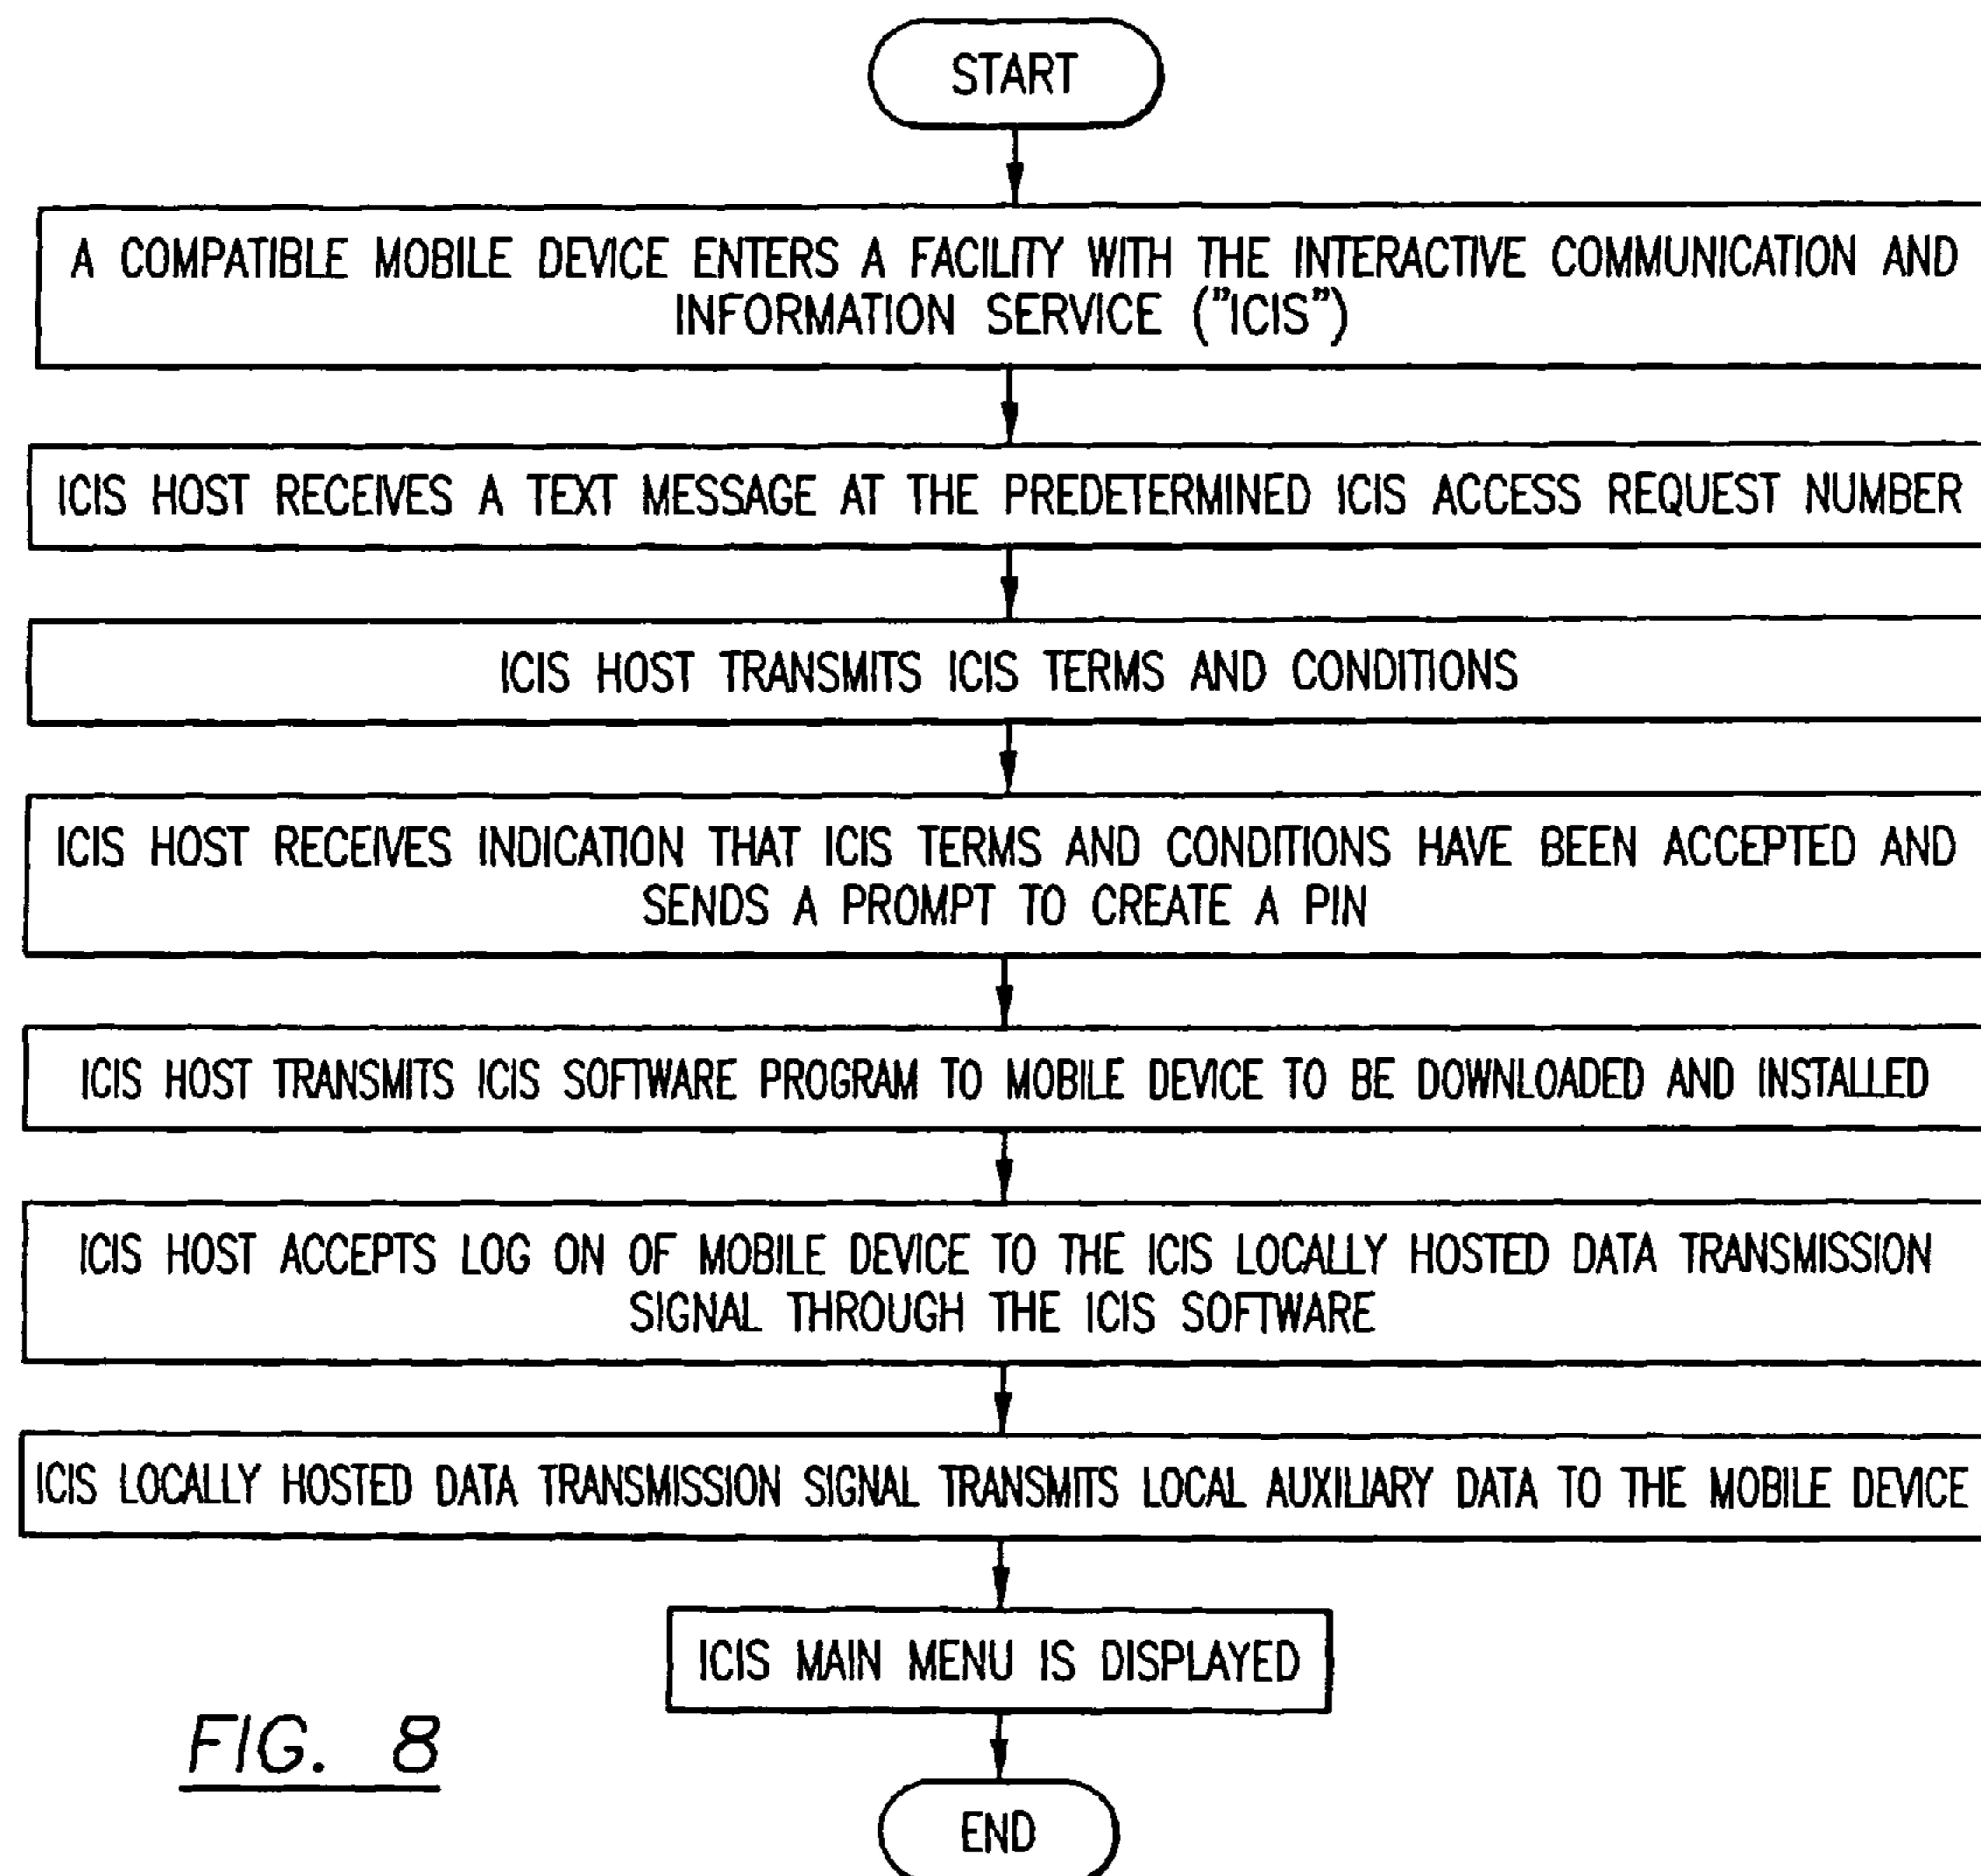 START
A COMPATIBLE MOBILE DEVICE ENTERS A FACILITY WITH THE INTERACTIVE COMMUNICATION AND
INFORMATION SERVICE ("ICIS")
ICIS HOST RECEIVES A TEXT MESSAGE AT THE PREDETERMINED ICIS ACCESS REQUEST NUMBER
ICIS HOST TRANSMITS ICIS TERMS AND CONDITIONS
ICIS HOST RECEIVES INDICATION THAT ICIS TERMS AND CONDITIONS HAVE BEEN ACCEPTED AND
SENDS A PROMPT TO CREATE A PIN
ICIS HOST TRANSMITS ICIS SOFTWARE PROGRAM TO MOBILE DEVICE TO BE DOWNLOADED AND INSTALLED
ICIS HOST ACCEPTS LOG ON OF MOBILE DEVICE TO THE ICIS LOCALLY HOSTED DATA TRANSMISSION
SIGNAL THROUGH THE ICIS SOFTWARE
ICIS LOCALLY HOSTED DATA TRANSMISSION SIGNAL TRANSMITS LOCAL AUXILIARY DATA TO THE MOBILE DEVICE
ICIS MAIN MENU IS DISPLAYED
FIG. 8
END